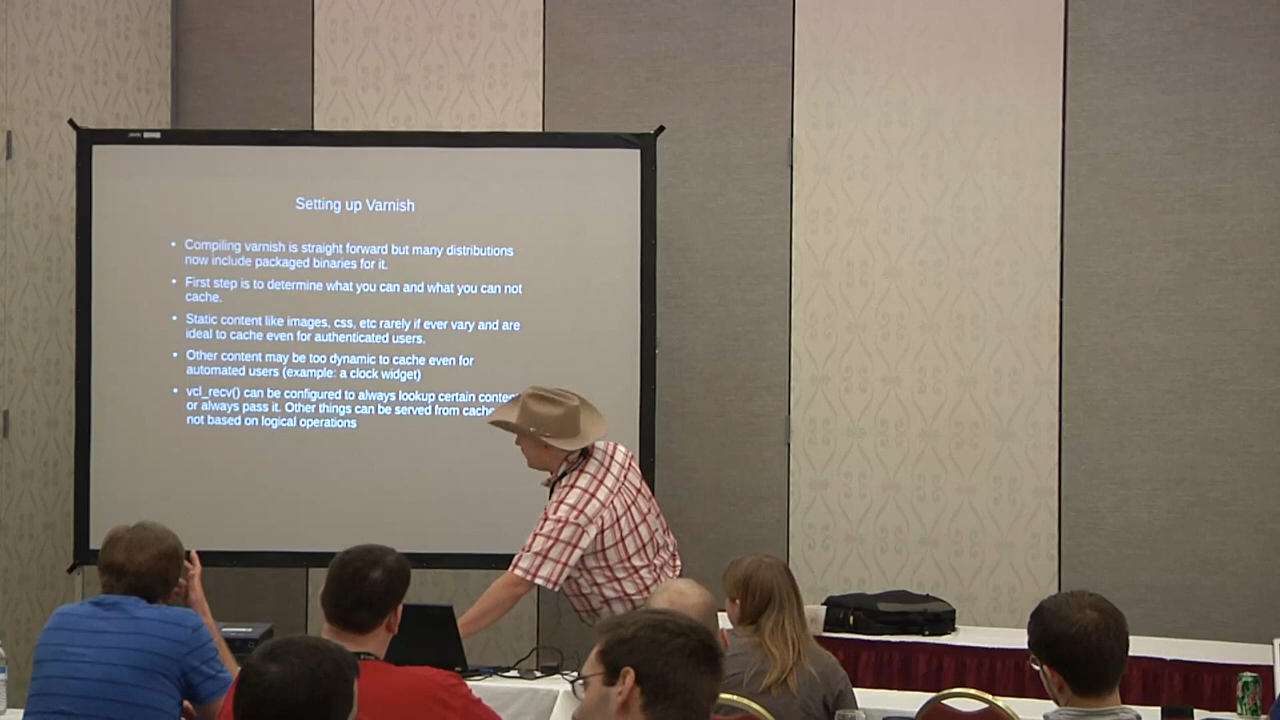 Setting up Varnish
• Compiling varnish is straight forward but many distributions
now include packaged binaries for it.
• First step is to determine what you can and what you can not
cache.
• Static content like images, css, etc rarely if ever vary and are
ideal to cache even for authenticated users.
• Other content may be too dynamic to cache even for
automated users (example: a clock widget)
• vcl_recv() can be configured to always lookup certain
or always pass it. Other things can be served from cache
not based on logical operations